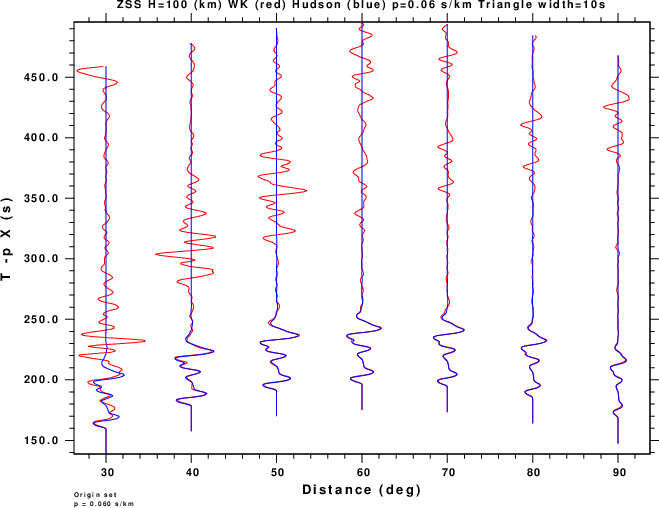 ZSS H=100 (km) WK (red) Hudson (blue) p=0.06 s/km Triangle width=10s
450.0
400.0
350.0
300.0
250.0
200.0
150.0
T -p X (s)
30 40 50 60 70 80 90
Distance (deg)
Origin set
p = 0.060 s/km